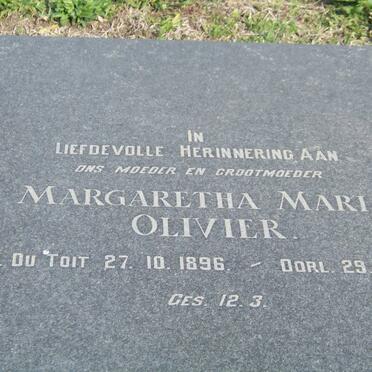 IN
LIEFDEVOLLE HERINNERING AAN
ONS MOEDER EN GROOTMOEDER
MARGARETHA MARI
OLIVIER
. DU TOIT 27. 10. 1896. – OORL. 29.
GES. 12. 3.